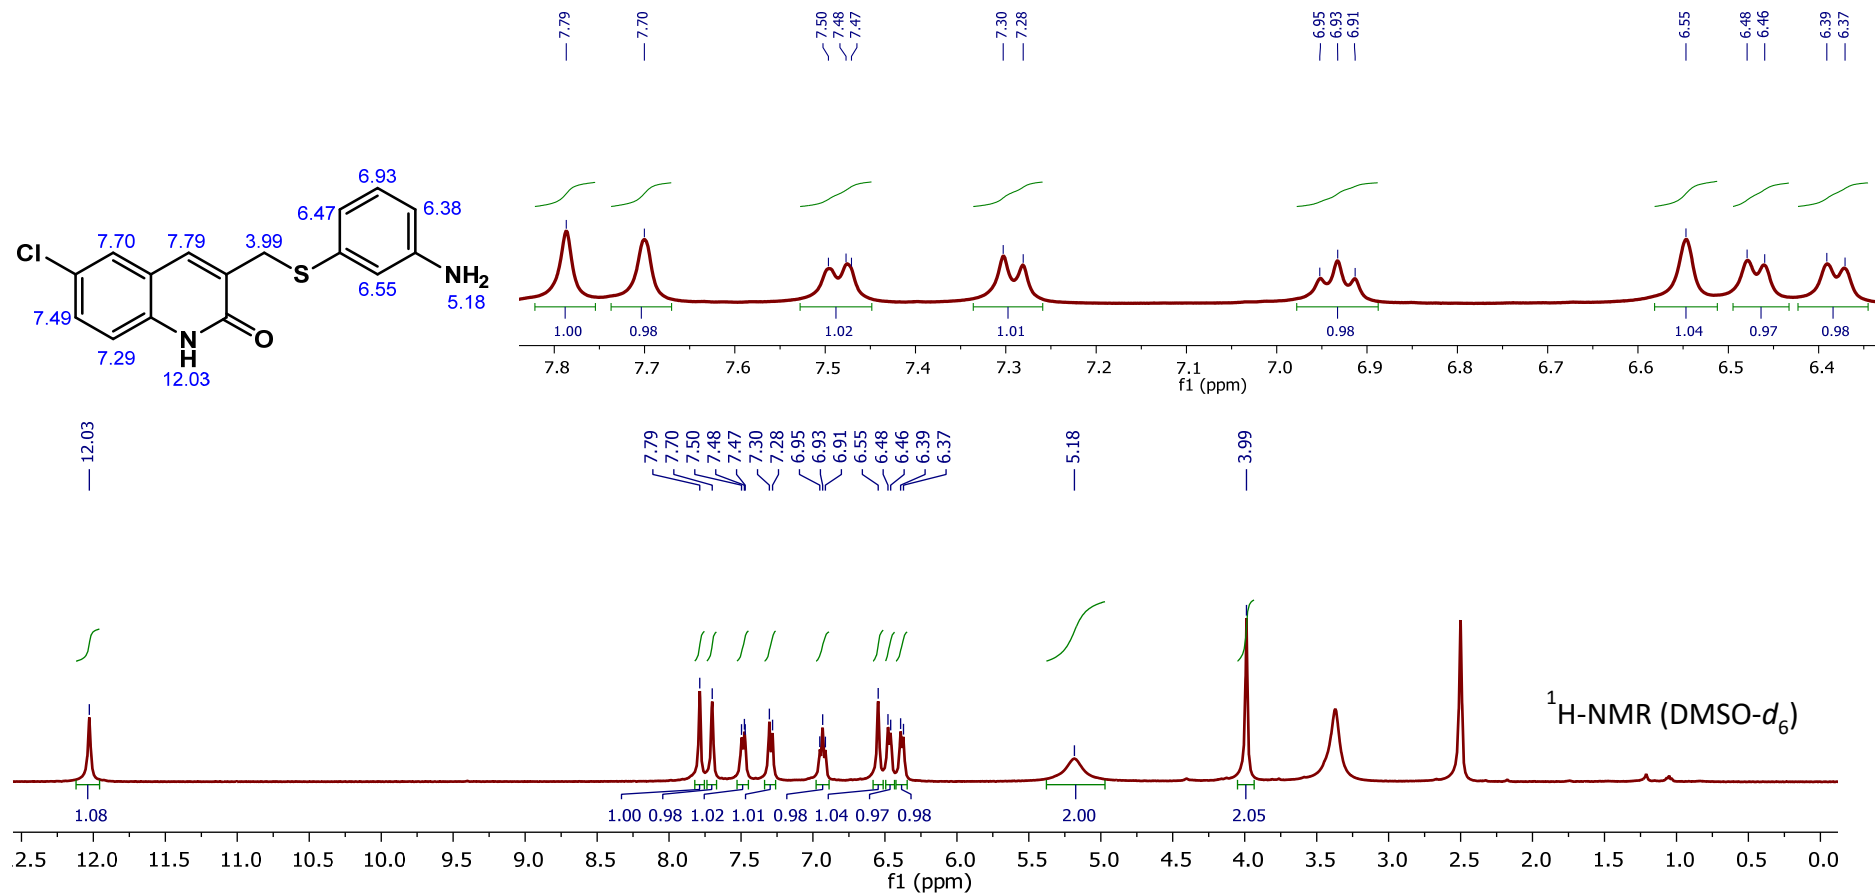 7.79 7.70 7.50 7.48 7.47 7.30 7.28 6.95 6.93 6.91 6.55 6.48 6.46 6.39 6.37
6.93
6.47 6.38
7.70 7.79 3.99
Cl S NH2
6.55 5.18
7.49 N O
7.29 H
12.03
1.00 0.98 1.02 1.01 0.98 1.04 0.97 0.98
7.8 7.7 7.6 7.5 7.4 7.3 7.2 7.1 7.0 6.9 6.8 6.7 6.6 6.5 6.4
f1 (ppm)
12.03 7.79 7.70 7.50 7.48 7.47 7.30 7.28 6.95 6.93 6.91 6.55 6.48 6.46 6.39 6.37 5.18 3.99
1H-NMR (DMSO-d6)
1.08 1.00 0.98 1.02 1.01 0.98 1.04 0.97 0.98 2.00 2.05
.2.5 12.0 11.5 11.0 10.5 10.0 9.5 9.0 8.5 8.0 7.5 7.0 6.5 6.0 5.5 5.0 4.5 4.0 3.5 3.0 2.5 2.0 1.5 1.0 0.5 0.0
f1 (ppm)